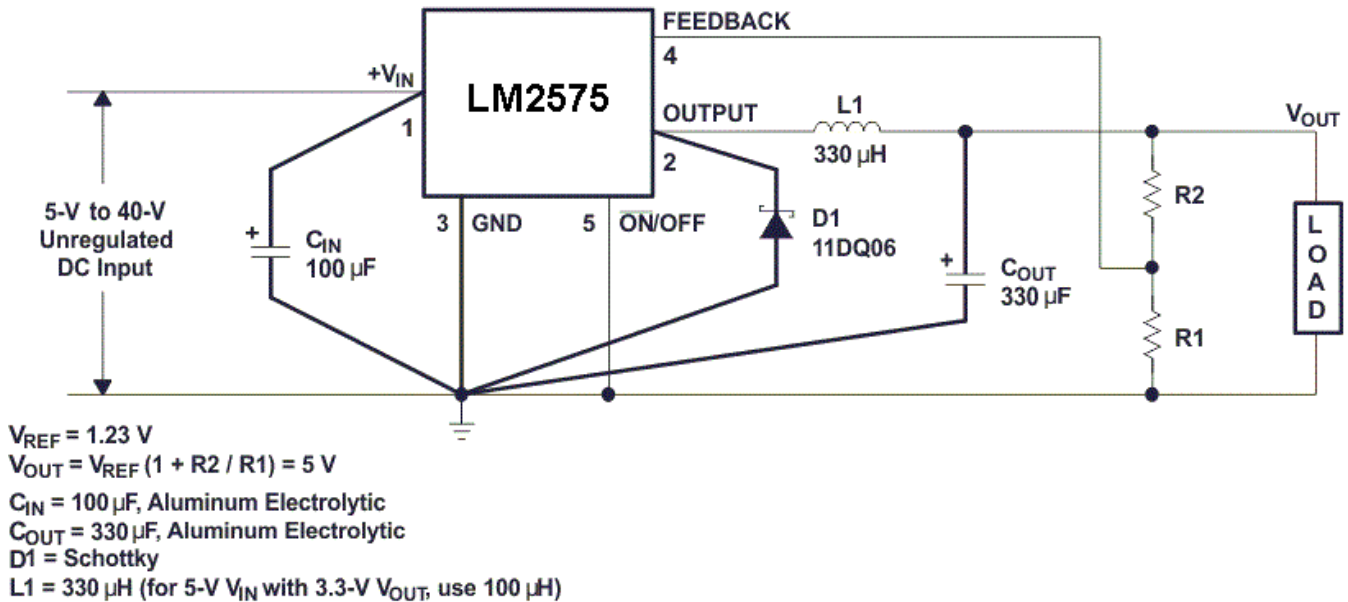 FEEDBACK
4
+VIN
1
LM2575
OUTPUT
2
L1
330 µH
VOUT
R2
5-V to 40-V
Unregulated
DC Input
+
CIN
100 µF
3 GND
5 ON/OFF
D1
11DQ06
+
COUT
330 µF
R1
LOAD
VREF = 1.23 V
VOUT = VREF (1 + R2 / R1) = 5 V
CIN = 100 µF, Aluminum Electrolytic
COUT = 330 µF, Aluminum Electrolytic
D1 = Schottky
L1 = 330 µH (for 5-V VIN with 3.3-V VOUT, use 100 µH)